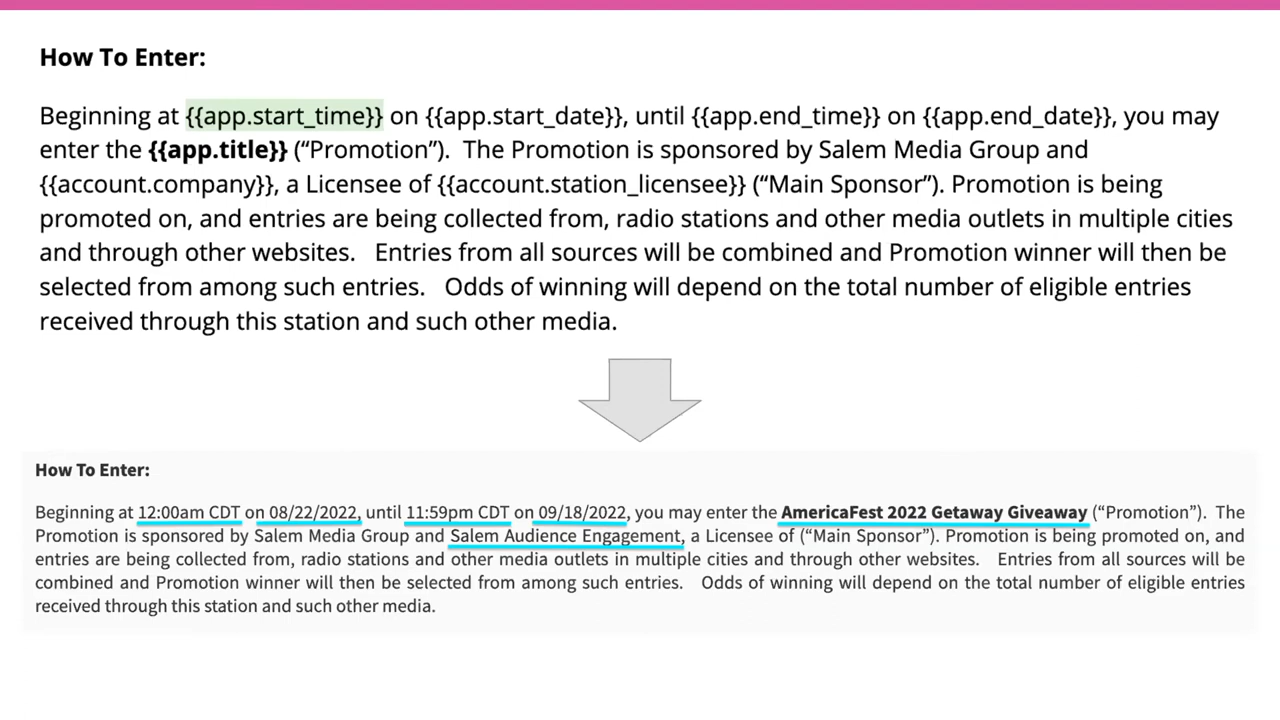 How To Enter:
Beginning at {{app.start_time}} on {{app.start_date}}, until {{app.end_time}} on {{app.end_date}}, you may
enter the {{app.title}} (“Promotion”).  The Promotion is sponsored by Salem Media Group and
{{account.company}}, a Licensee of {{account.station_licensee}} (“Main Sponsor”). Promotion is being
promoted on, and entries are being collected from, radio stations and other media outlets in multiple cities
and through other websites.   Entries from all sources will be combined and Promotion winner will then be
selected from among such entries.   Odds of winning will depend on the total number of eligible entries
received through this station and such other media.
How To Enter:
Beginning at 12:00am CDT on 08/22/2022, until 11:59pm CDT on 09/18/2022, you may enter the AmericaFest 2022 Getaway Giveaway (“Promotion”).  The
Promotion is sponsored by Salem Media Group and Salem Audience Engagement, a Licensee of (“Main Sponsor”). Promotion is being promoted on, and
entries are being collected from, radio stations and other media outlets in multiple cities and through other websites.   Entries from all sources will be
combined and Promotion winner will then be selected from among such entries.   Odds of winning will depend on the total number of eligible entries
received through this station and such other media.